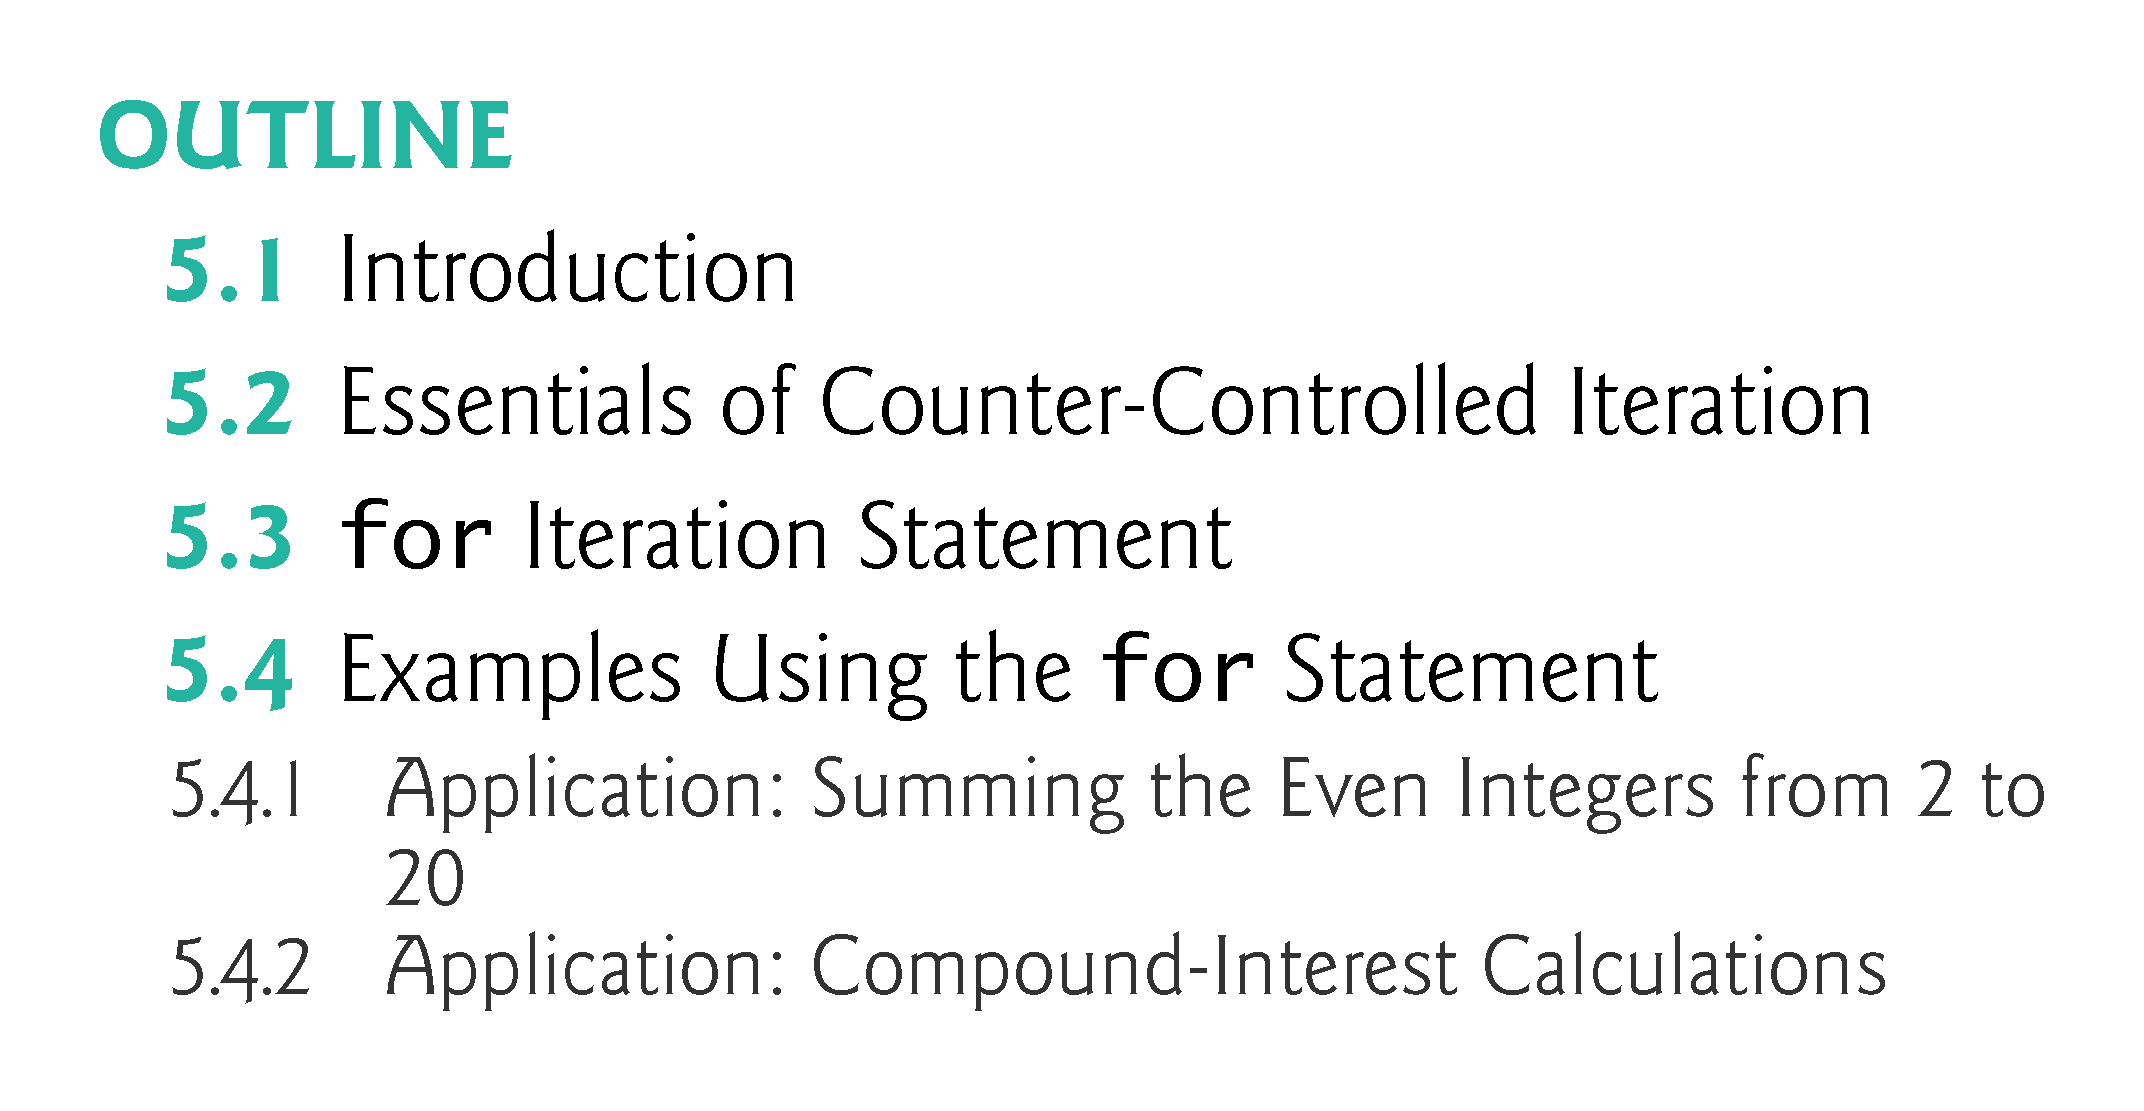 OUTLINE
5.1 Introduction
5.2 Essentials of Counter-Controlled Iteration
5.3 for Iteration Statement
5.4 Examples Using the for Statement
5.4.1 Application: Summing the Even Integers from 2 to
20
5.4.2 Application: Compound-Interest Calculations